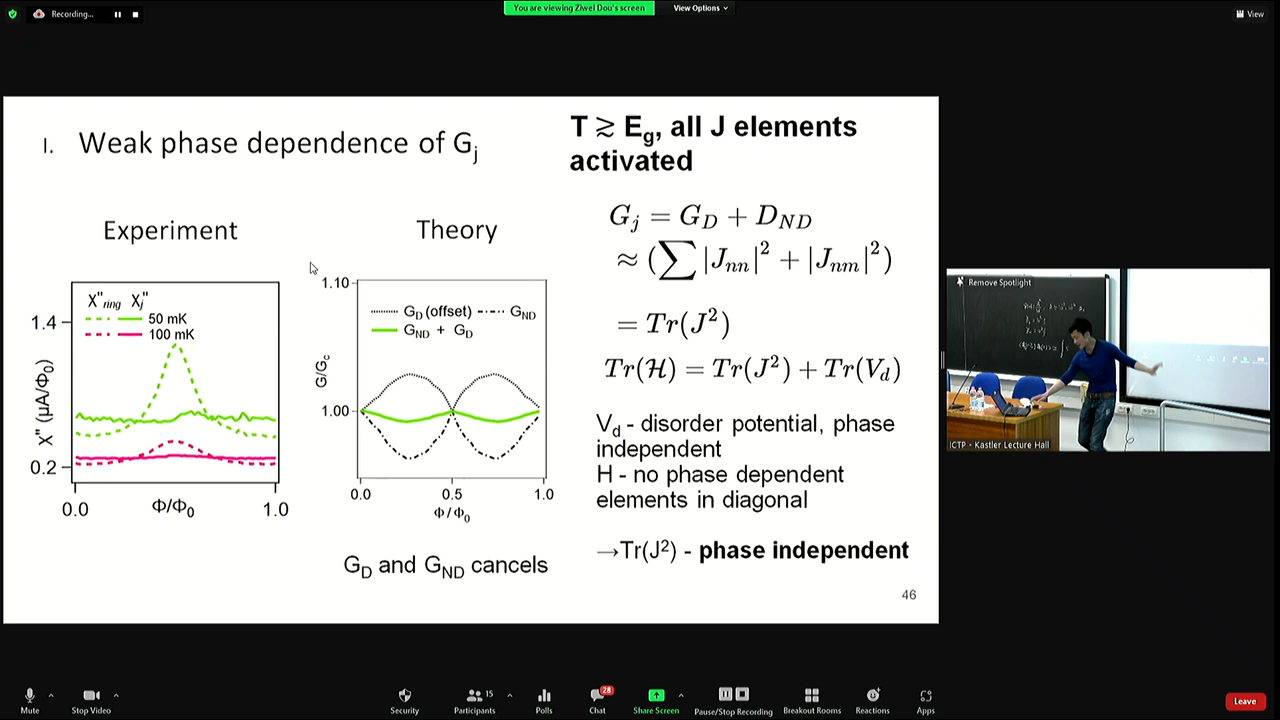 Recording...
You are viewing Ziwei Dou's screen
View Options
View
I. Weak phase dependence of Gj
T ≳ Eg, all J elements
activated
Experiment
Theory
X"ring Xj"
50 mK
100 mK
1.4
0.2
X" (μA/Φ0)
0.0
Φ/Φ0
1.0
1.10
1.00
G/Gc
GD (offset)
GND
GND + GD
0.0
0.5
1.0
Φ/Φ0
GD and GND cancels
Gj = GD + DND
≈ (∑ |Jnn|² + |Jnm|²)
= Tr(J²)
Tr(ℋ) = Tr(J²) + Tr(Vd)
Vd - disorder potential, phase
independent
H - no phase dependent
elements in diagonal
→Tr(J²) - phase independent
46
Remove Spotlight
ICTP - Kastler Lecture Hall
Mute
Stop Video
Security
Participants
15
Polls
Chat
28
Share Screen
Pause/Stop Recording
Breakout Rooms
Reactions
Apps
Leave